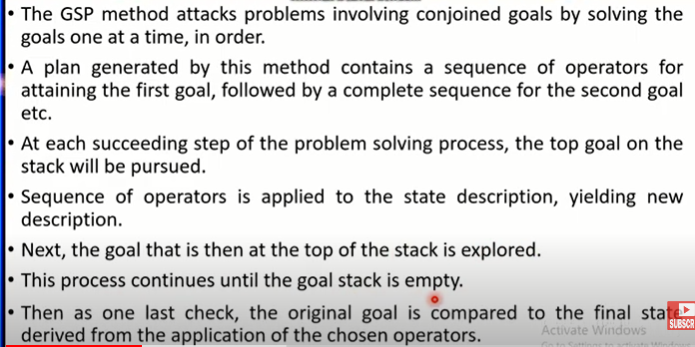 • The GSP method attacks problems involving conjoined goals by solving the
goals one at a time, in order.
• A plan generated by this method contains a sequence of operators for
attaining the first goal, followed by a complete sequence for the second goal
etc.
• At each succeeding step of the problem solving process, the top goal on the
stack will be pursued.
• Sequence of operators is applied to the state description, yielding new
description.
• Next, the goal that is then at the top of the stack is explored.
• This process continues until the goal stack is empty.
• Then as one last check, the original goal is compared to the final state
derived from the application of the chosen operators.
SUBSCR
Activate Windows